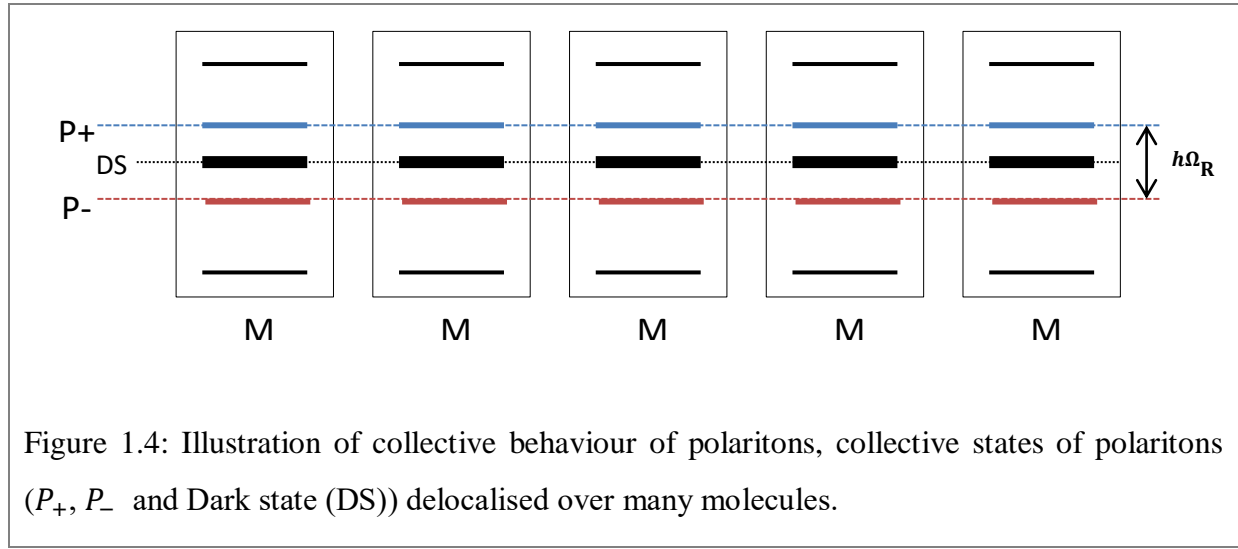 P+
DS
P-
hΩR
M M M M M
Figure 1.4: Illustration of collective behaviour of polaritons, collective states of polaritons
(P+, P− and Dark state (DS)) delocalised over many molecules.